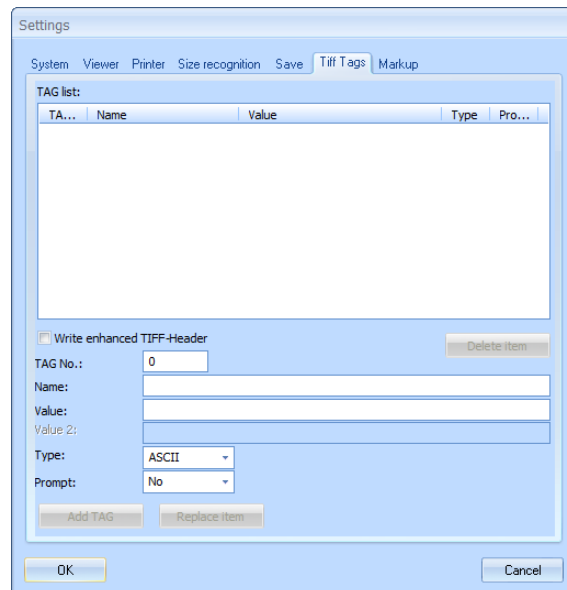 Settings
System Viewer Printer Size recognition Save Tiff Tags Markup
TAG list:
TA... Name Value Type Pro...
Write enhanced TIFF-Header
Delete item
TAG No.: 0
Name:
Value:
Value 2:
Type: ASCII
Prompt: No
Add TAG Replace item
OK Cancel